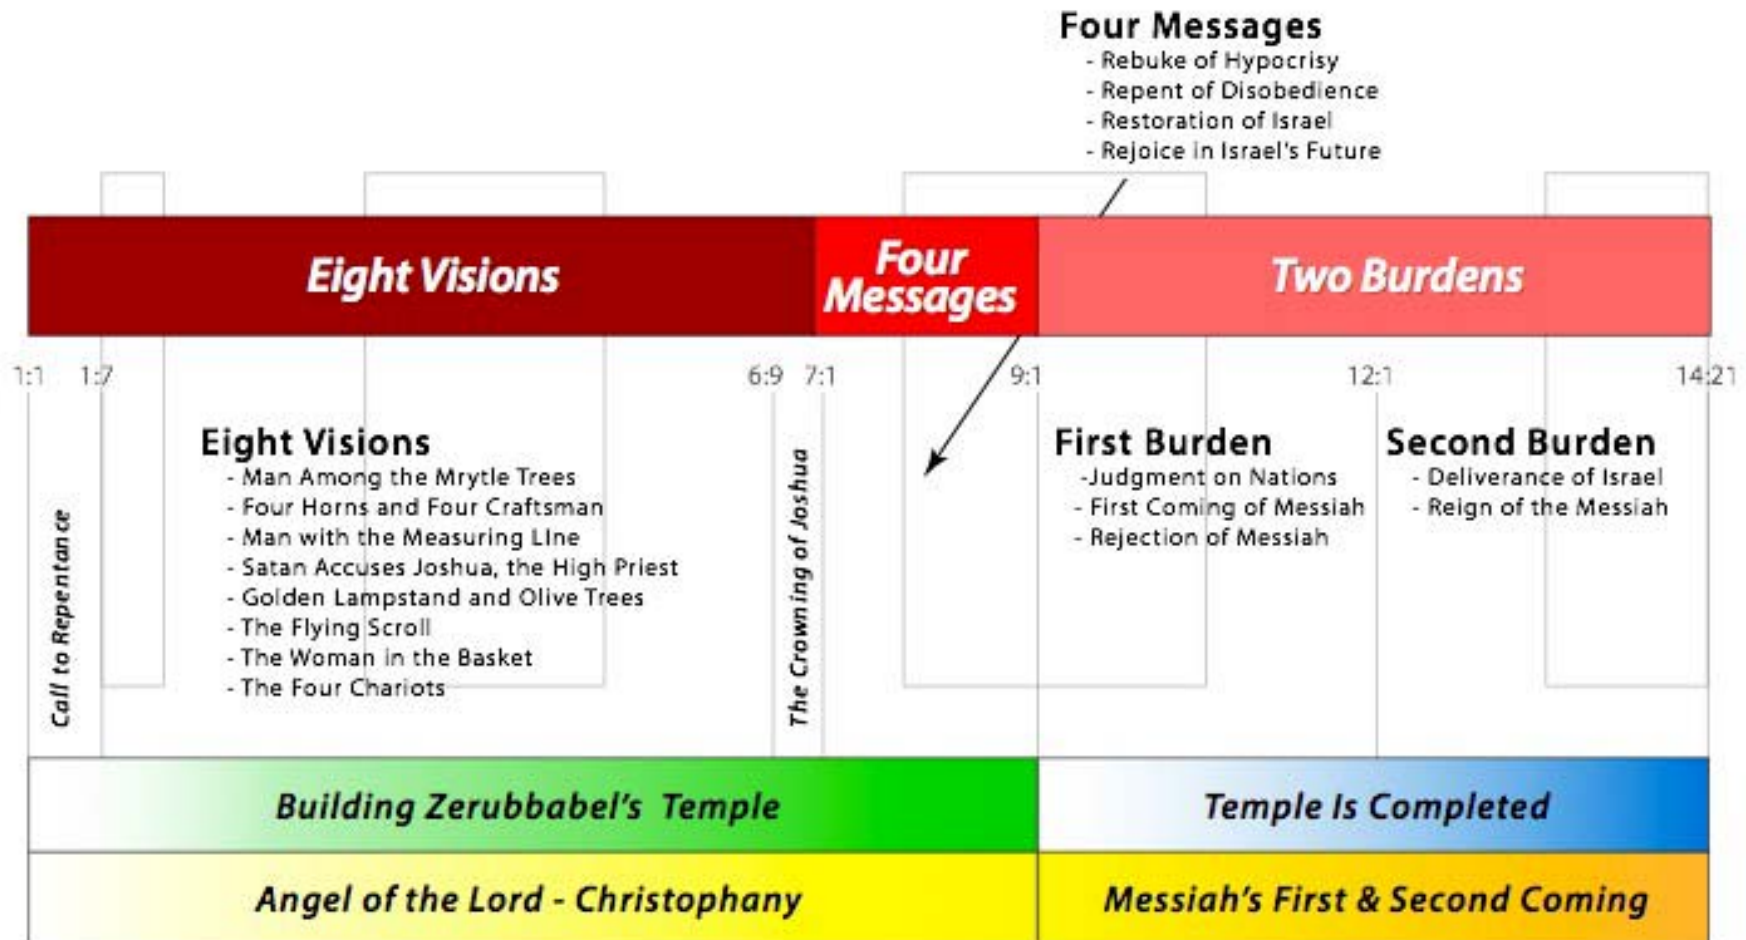 Four Messages
- Rebuke of Hypocrisy
- Repent of Disobedience
- Restoration of Israel
- Rejoice in Israel's Future
Eight Visions
Four
Messages
Two Burdens
1:1 1:7 6:9 7:1 9:1 12:1 14:21
Call to Repentance
Eight Visions
- Man Among the Mrytle Trees
- Four Horns and Four Craftsman
- Man with the Measuring LIne
- Satan Accuses Joshua, the High Priest
- Golden Lampstand and Olive Trees
- The Flying Scroll
- The Woman in the Basket
- The Four Chariots
The Crowning of Joshua
First Burden
-Judgment on Nations
- First Coming of Messiah
- Rejection of Messiah
Second Burden
- Deliverance of Israel
- Reign of the Messiah
Building Zerubbabel's Temple
Temple Is Completed
Angel of the Lord - Christophany
Messiah's First & Second Coming